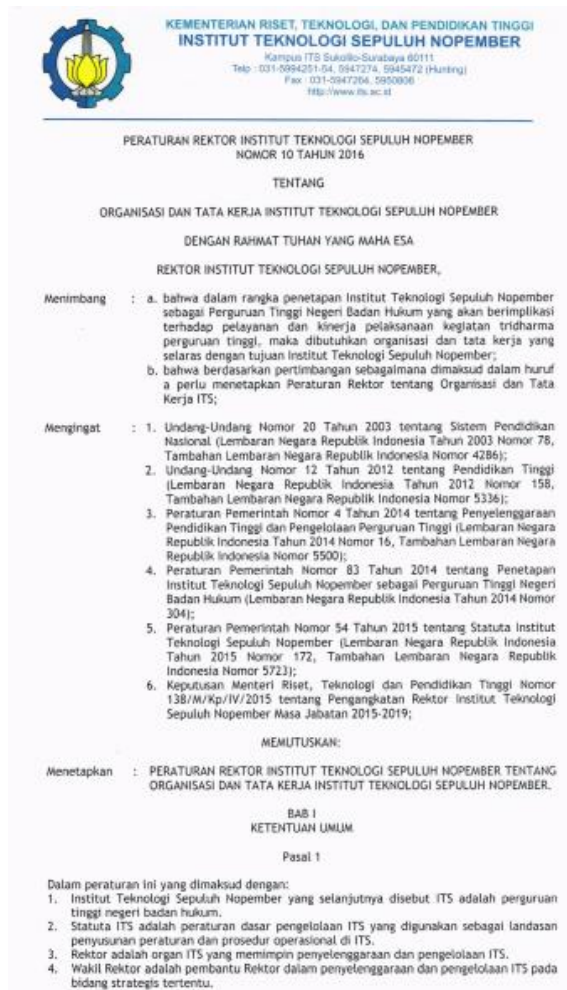 KEMENTERIAN RISET, TEKNOLOGI, DAN PENDIDIKAN TINGGI
INSTITUT TEKNOLOGI SEPULUH NOPEMBER
Kampus ITS Sukolilo-Surabaya 60111
Telp : 031-5994251-54, 5947274, 5945472 (Hunting)
Fax : 031-5947264, 5950806
http://www.its.ac.id
PERATURAN REKTOR INSTITUT TEKNOLOGI SEPULUH NOPEMBER
NOMOR 10 TAHUN 2016
TENTANG
ORGANISASI DAN TATA KERJA INSTITUT TEKNOLOGI SEPULUH NOPEMBER
DENGAN RAHMAT TUHAN YANG MAHA ESA
REKTOR INSTITUT TEKNOLOGI SEPULUH NOPEMBER,
Menimbang : a. bahwa dalam rangka penetapan Institut Teknologi Sepuluh Nopember
sebagai Perguruan Tinggi Negeri Badan Hukum yang akan berimplikasi
terhadap pelayanan dan kinerja pelaksanaan kegiatan tridharma
perguruan tinggi, maka dibutuhkan organisasi dan tata kerja yang
selaras dengan tujuan Institut Teknologi Sepuluh Nopember;
b. bahwa berdasarkan pertimbangan sebagaimana dimaksud dalam huruf
a perlu menetapkan Peraturan Rektor tentang Organisasi dan Tata
Kerja ITS;
Mengingat : 1. Undang-Undang Nomor 20 Tahun 2003 tentang Sistem Pendidikan
Nasional (Lembaran Negara Republik Indonesia Tahun 2003 Nomor 78,
Tambahan Lembaran Negara Republik Indonesia Nomor 4286);
2. Undang-Undang Nomor 12 Tahun 2012 tentang Pendidikan Tinggi
(Lembaran Negara Republik Indonesia Tahun 2012 Nomor 158,
Tambahan Lembaran Negara Republik Indonesia Nomor 5336);
3. Peraturan Pemerintah Nomor 4 Tahun 2014 tentang Penyelenggaraan
Pendidikan Tinggi dan Pengelolaan Perguruan Tinggi (Lembaran Negara
Republik Indonesia Tahun 2014 Nomor 16, Tambahan Lembaran Negara
Republik Indonesia Nomor 5500);
4. Peraturan Pemerintah Nomor 83 Tahun 2014 tentang Penetapan
Institut Teknologi Sepuluh Nopember sebagai Perguruan Tinggi Negeri
Badan Hukum (Lembaran Negara Republik Indonesia Tahun 2014 Nomor
304);
5. Peraturan Pemerintah Nomor 54 Tahun 2015 tentang Statuta Institut
Teknologi Sepuluh Nopember (Lembaran Negara Republik Indonesia
Tahun 2015 Nomor 172, Tambahan Lembaran Negara Republik
Indonesia Nomor 5723);
6. Keputusan Menteri Riset, Teknologi dan Pendidikan Tinggi Nomor
138/M/Kp/IV/2015 tentang Pengangkatan Rektor Institut Teknologi
Sepuluh Nopember Masa Jabatan 2015-2019;
MEMUTUSKAN:
Menetapkan : PERATURAN REKTOR INSTITUT TEKNOLOGI SEPULUH NOPEMBER TENTANG
ORGANISASI DAN TATA KERJA INSTITUT TEKNOLOGI SEPULUH NOPEMBER.
BAB I
KETENTUAN UMUM
Pasal 1
Dalam peraturan ini yang dimaksud dengan:
1. Institut Teknologi Sepuluh Nopember yang selanjutnya disebut ITS adalah perguruan
tinggi negeri badan hukum.
2. Statuta ITS adalah peraturan dasar pengelolaan ITS yang digunakan sebagai landasan
penyusunan peraturan dan prosedur operasional di ITS.
3. Rektor adalah organ ITS yang memimpin penyelenggaraan dan pengelolaan ITS.
4. Wakil Rektor adalah pembantu Rektor dalam penyelenggaraan dan pengelolaan ITS pada
bidang strategis tertentu.